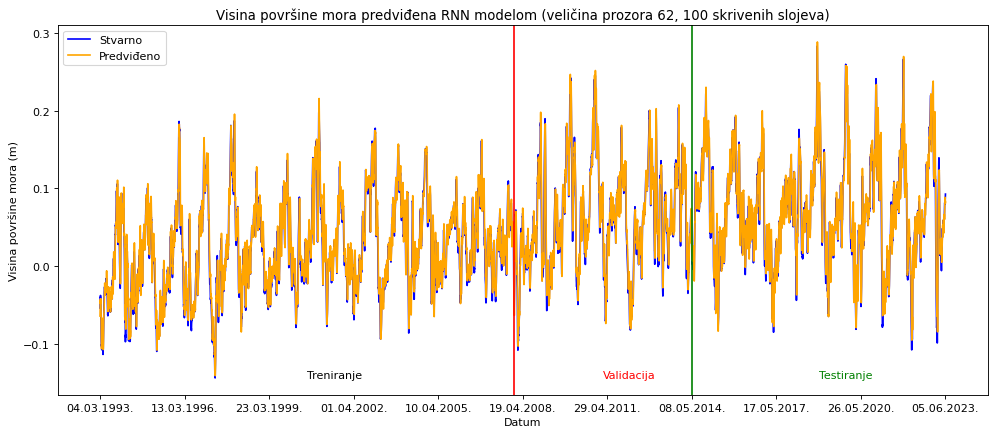 Visina površine mora predviđena RNN modelom (veličina prozora 62, 100 skrivenih slojeva)
Stvarno
Predviđeno
0.3
0.2
0.1
0.0
−0.1
Visina površine mora (m)
Treniranje
Validacija
Testiranje
04.03.1993. 13.03.1996. 23.03.1999. 01.04.2002. 10.04.2005. 19.04.2008. 29.04.2011. 08.05.2014. 17.05.2017. 26.05.2020. 05.06.2023.
Datum